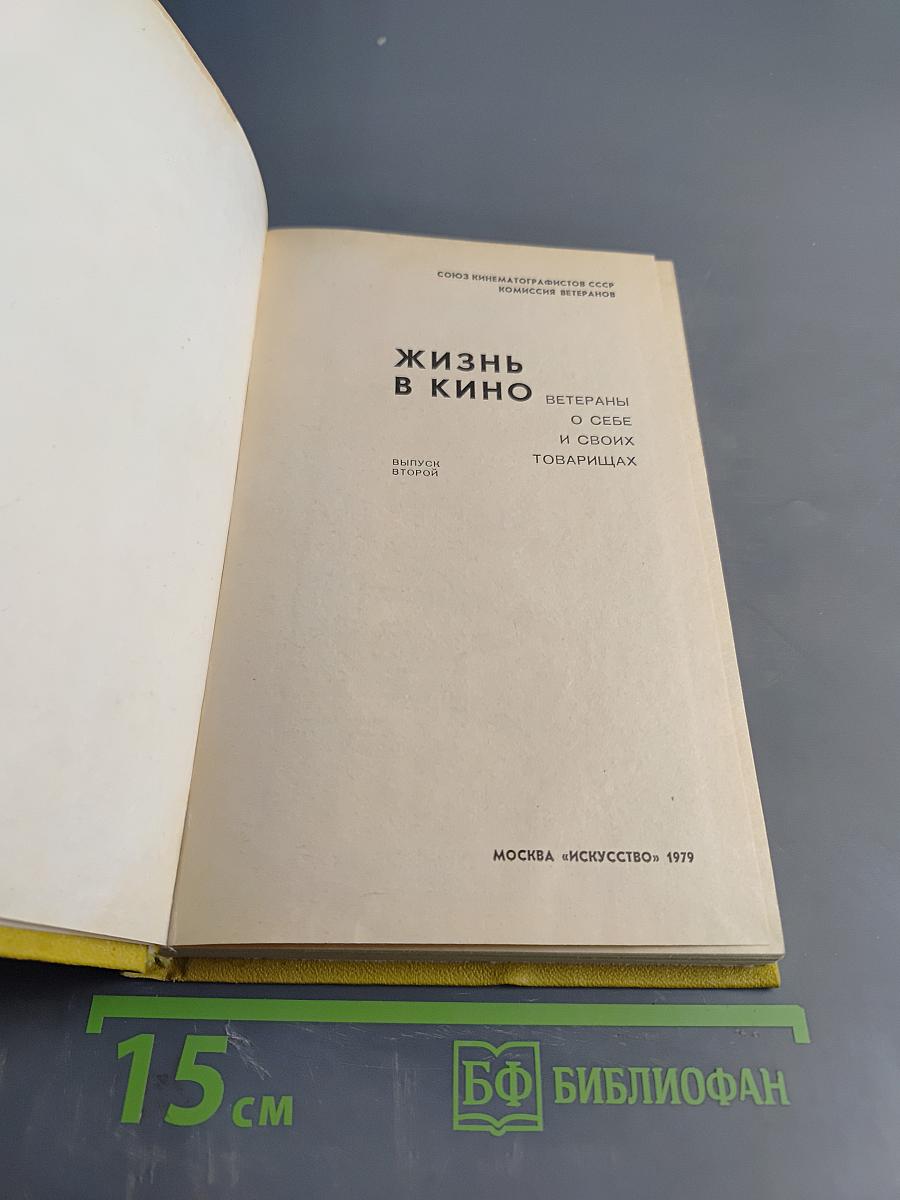 СОЮЗ КИНЕМАТОГРАФИСТОВ СССР
КОМИССИЯ ВЕТЕРАНОВ
ЖИЗНЬ
В КИНО
ВЕТЕРАНЫ
О СЕБЕ
И СВОИХ
ТОВАРИЩАХ
ВЫПУСК
ВТОРОЙ
МОСКВА «ИСКУССТВО» 1979
15 см
БФ БИБЛИОФАН